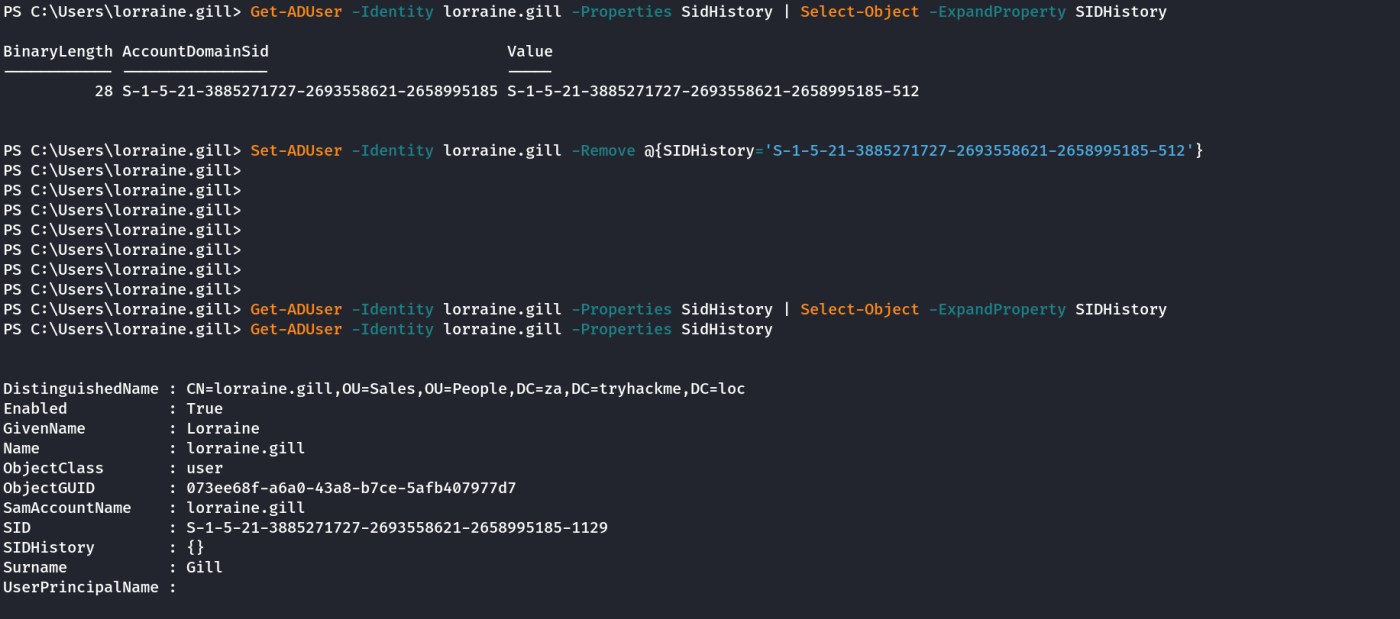 PS C:\Users\lorraine.gill> Get-ADUser -Identity lorraine.gill -Properties SidHistory | Select-Object -ExpandProperty SIDHistory
BinaryLength AccountDomainSid Value
28 S-1-5-21-3885271727-2693558621-2658995185 S-1-5-21-3885271727-2693558621-2658995185-512
PS C:\Users\lorraine.gill> Set-ADUser -Identity lorraine.gill -Remove @{SIDHistory='S-1-5-21-3885271727-2693558621-2658995185-512'}
PS C:\Users\lorraine.gill>
PS C:\Users\lorraine.gill>
PS C:\Users\lorraine.gill>
PS C:\Users\lorraine.gill>
PS C:\Users\lorraine.gill>
PS C:\Users\lorraine.gill>
PS C:\Users\lorraine.gill>
PS C:\Users\lorraine.gill> Get-ADUser -Identity lorraine.gill -Properties SidHistory | Select-Object -ExpandProperty SIDHistory
PS C:\Users\lorraine.gill> Get-ADUser -Identity lorraine.gill -Properties SidHistory
DistinguishedName : CN=lorraine.gill,OU=Sales,OU=People,DC=za,DC=tryhackme,DC=loc
Enabled : True
GivenName : Lorraine
Name : lorraine.gill
ObjectClass : user
ObjectGUID : 073ee68f-a6a0-43a8-b7ce-5afb407977d7
SamAccountName : lorraine.gill
SID : S-1-5-21-3885271727-2693558621-2658995185-1129
SIDHistory : {}
Surname : Gill
UserPrincipalName :